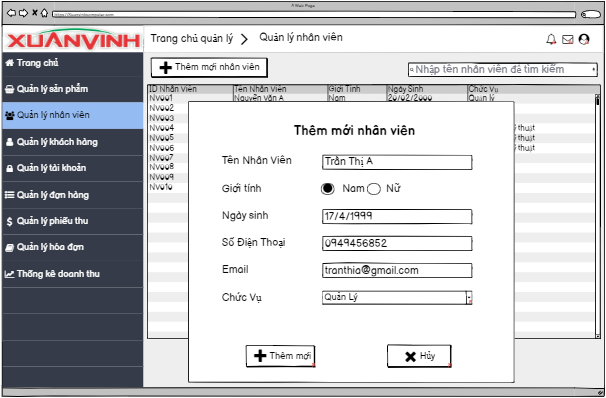 A Web Page
XUÂNVINH
Trang chủ quản lý > Quản lý nhân viên
Trang chủ
Quản lý sản phẩm
Quản lý nhân viên
Quản lý khách hàng
Quản lý tài khoản
Quản lý đơn hàng
Quản lý phiếu thu
Quản lý hóa đơn
Thống kê doanh thu
Thêm mới nhân viên
Nhập tên nhân viên để tìm kiếm
ID Nhân Viên Tên Nhân Viên Giới Tính Ngày Sinh Chức Vụ
NV001 Nguyễn Văn A Nam 20/02/2000 Quản lý
NV002
NV003
NV004 thuật
NV005 thuật
NV006 thuật
NV007
NV008
NV009
NV010
Thêm mới nhân viên
Tên Nhân Viên Trần Thị A
Giới tính Nam Nữ
Ngày sinh 17/4/1999
Số Điện Thoại 0949456852
Email tranthia@gmail.com
Chức Vụ Quản Lý
Thêm mới Hủy